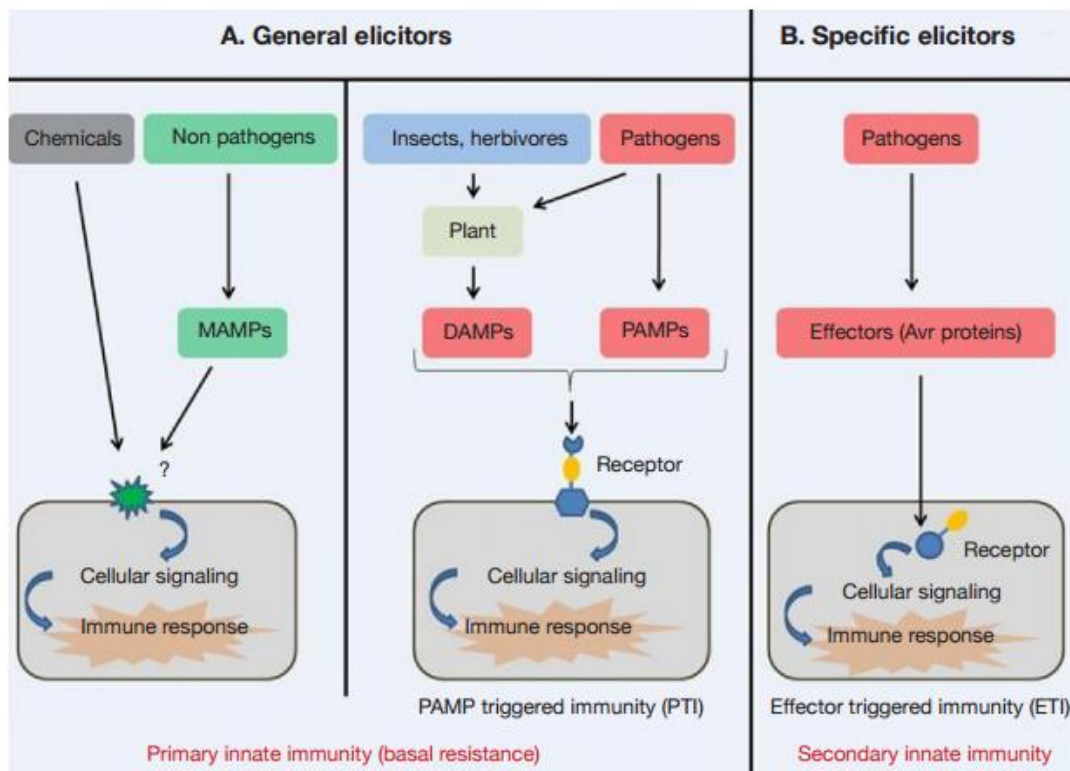 A. General elicitors
B. Specific elicitors
Chemicals
Non pathogens
Insects, herbivores
Pathogens
Pathogens
Plant
MAMPs
DAMPs
PAMPs
Effectors (Avr proteins)
?
Receptor
Receptor
Cellular signaling
Immune response
Cellular signaling
Immune response
Cellular signaling
Immune response
PAMP triggered immunity (PTI)
Effector triggered immunity (ETI)
Primary innate immunity (basal resistance)
Secondary innate immunity